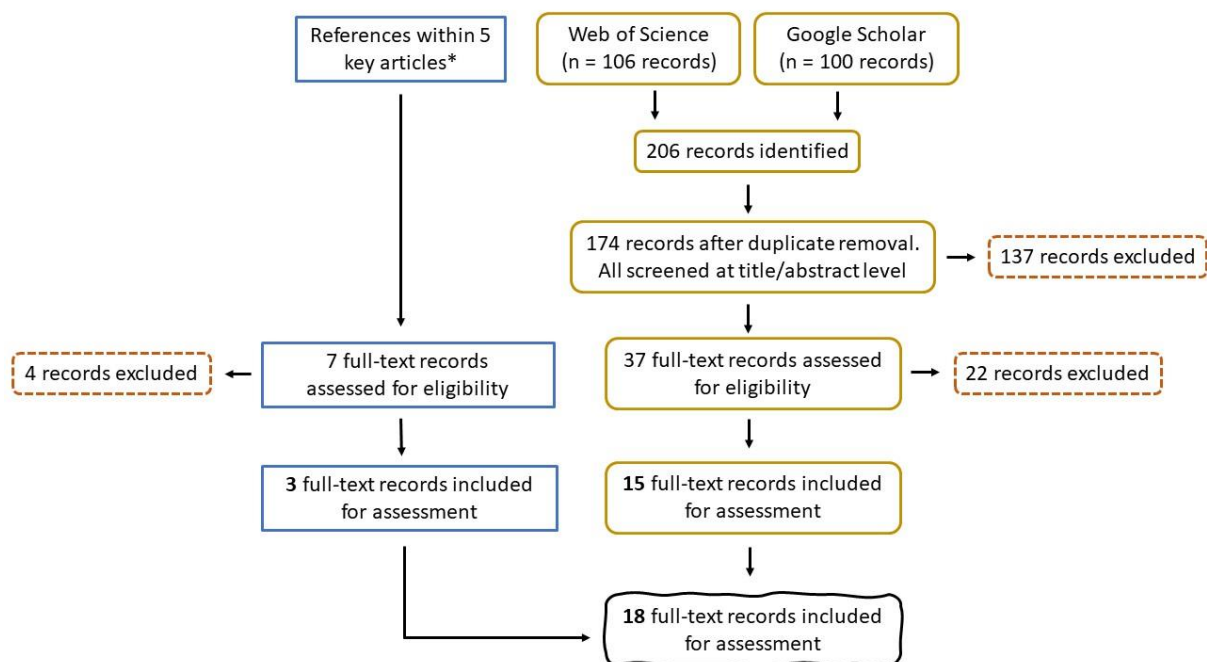 References within 5
key articles*
Web of Science
(n = 106 records)
Google Scholar
(n = 100 records)
206 records identified
174 records after duplicate removal.
All screened at title/abstract level
137 records excluded
4 records excluded
7 full-text records
assessed for eligibility
37 full-text records assessed
for eligibility
22 records excluded
3 full-text records included
for assessment
15 full-text records included
for assessment
18 full-text records included
for assessment